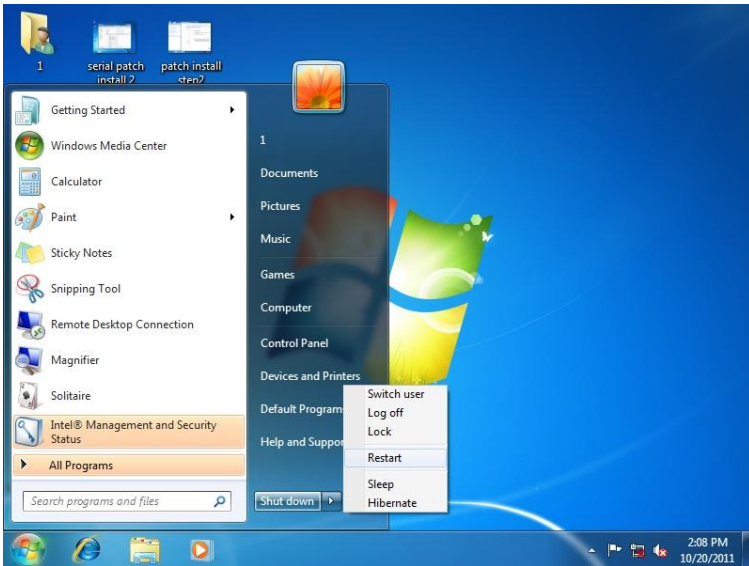 1
serial patch
install 2
patch install
step2
Getting Started
Windows Media Center
Calculator
Paint
Sticky Notes
Snipping Tool
Remote Desktop Connection
Magnifier
Solitaire
Intel® Management and Security
Status
All Programs
Search programs and files
1
Documents
Pictures
Music
Games
Computer
Control Panel
Devices and Printers
Default Program
Help and Suppor
Shut down
Switch user
Log off
Lock
Restart
Sleep
Hibernate
2:08 PM
10/20/2011